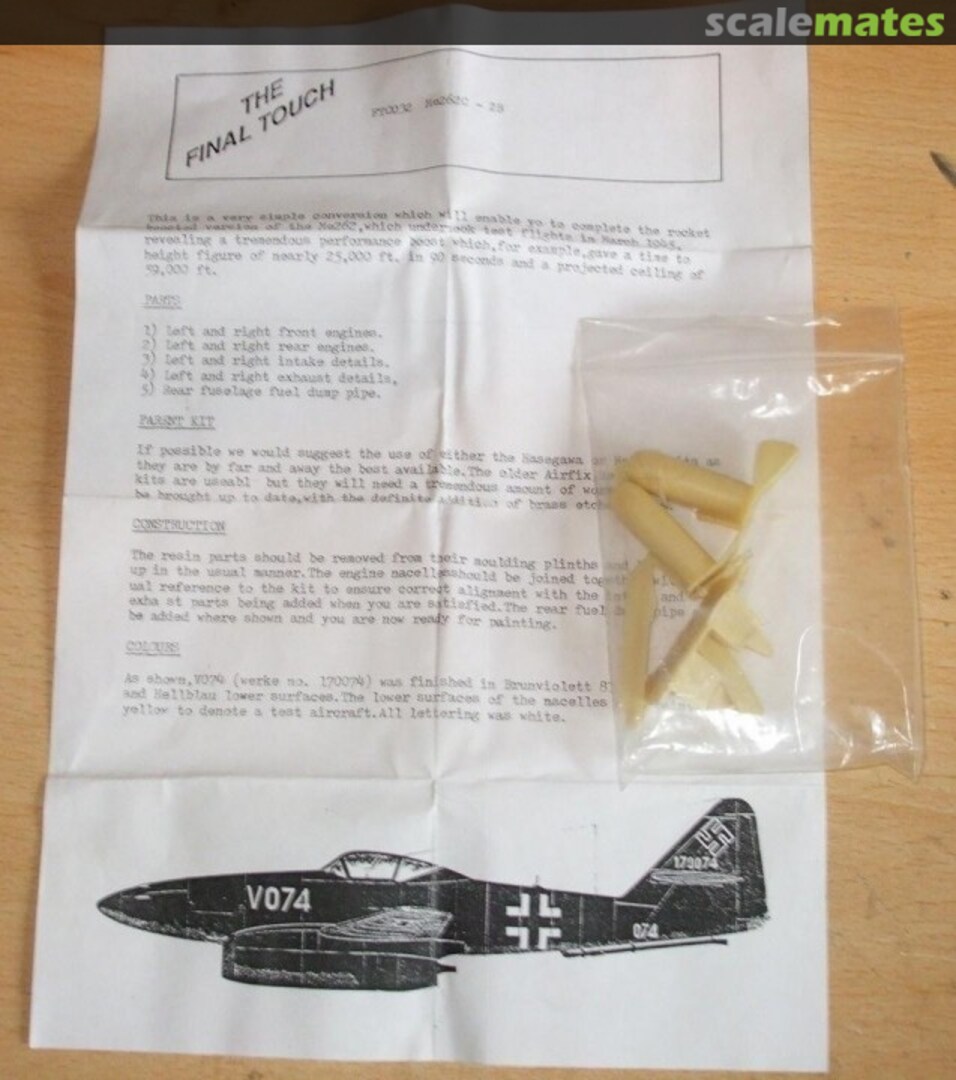 scalemates
THE
FINAL TOUCH
FT0032 Me262C - 2B
This is a very simple conversion which will enable yo to complete the rocket
boosted version of the Me262,which undertook test flights in March 1945.
revealing a tremendous performance boost which,for example,gave a time to
height figure of nearly 25,000 ft. in 90 seconds and a projected ceiling of
59,000 ft.
PARTS
1) Left and right front engines.
2) Left and right rear engines.
3) Left and right intake details.
4) Left and right exhaust details.
5) Rear fuselage fuel dump pipe.
PARENT KIT
If possible we would suggest the use of either the Hasegawa or as
they are by far and away the best available.The older Airfix
kits are useabl but they will need a tremendous amount of
be brought up to date,with the definite addition of brass
CONSTRUCTION
The resin parts should be removed from their moulding plinths
up in the usual manner.The engine nacelles should be joined
ual reference to the kit to ensure correct alignment with the and
exha st parts being added when you are satisfied.The rear fuel pipe
be added where shown and you are now ready for painting.
COLOURS
As shown,V074 (werke no. 170074) was finished in Brunviolett
and Hellblau lower surfaces.The lower surfaces of the nacelles
yellow to denote a test aircraft.All lettering was white.
V074
170074
074